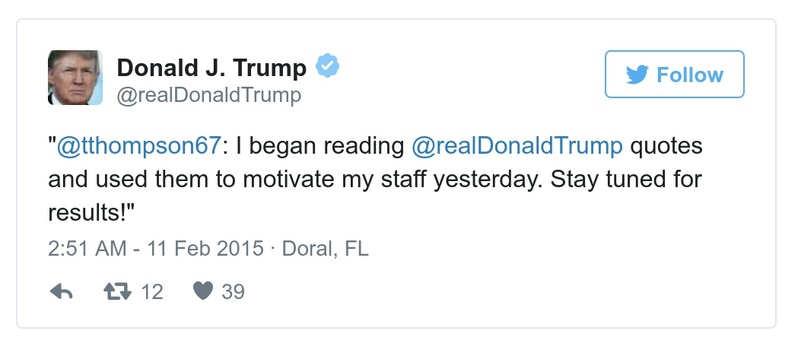 Donald J. Trump
Follow
@realDonaldTrump
"@tthompson67: I began reading @realDonaldTrump quotes
and used them to motivate my staff yesterday. Stay tuned for
results!"
2:51 AM - 11 Feb 2015 · Doral, FL
12 39